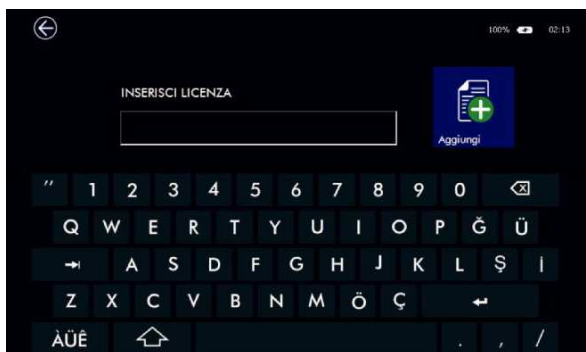 100% 02:13
INSERISCI LICENZA
Aggiungi
" 1 2 3 4 5 6 7 8 9 0
Q W E R T Y U I O P Ğ Ü
A S D F G H J K L Ş İ
Z X C V B N M Ö Ç
ÀÜÊ . , /